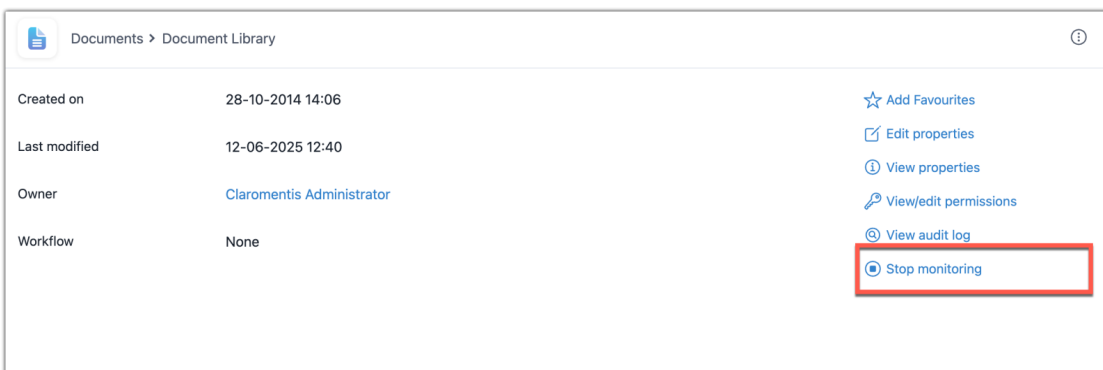 Documents > Document Library
Created on 28-10-2014 14:06
Last modified 12-06-2025 12:40
Owner Claromentis Administrator
Workflow None
Add Favourites
Edit properties
View properties
View/edit permissions
View audit log
Stop monitoring